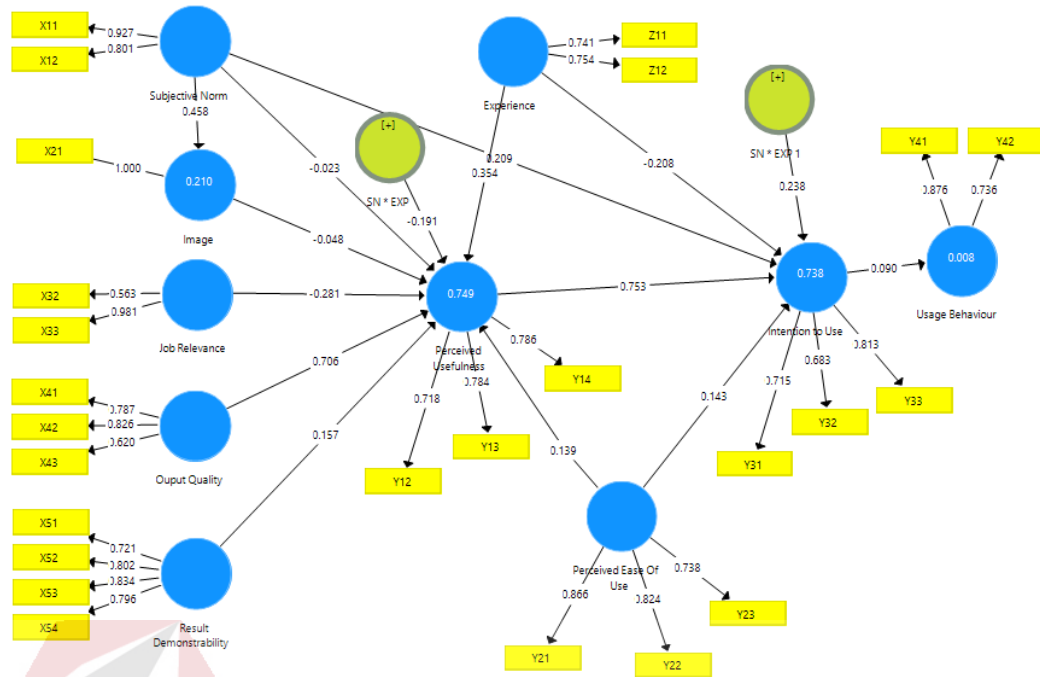 X11
0.927
X12
0.801
Subjective Norm
0.458
X21
1.000
0.210
Image
-0.023
-0.048
[+]
SN * EXP
-0.191
0.209
0.354
Experience
0.741
Z11
0.754
Z12
-0.208
[+]
SN * EXP 1
0.238
Y41
Y42
0.876
0.736
0.008
Usage Behaviour
0.090
0.738
Intention to Use
0.753
0.749
Perceived
Usefulness
X32
0.563
X33
0.981
Job Relevance
-0.281
X41
0.787
X42
0.826
X43
0.620
Ouput Quality
0.706
0.157
0.718
0.784
0.786
Y14
Y13
Y12
0.139
0.143
0.715
0.683
0.813
Y33
Y32
Y31
X51
0.721
X52
0.802
X53
0.834
X54
0.796
Result
Demonstrability
Perceived Ease Of
Use
0.866
0.824
0.738
Y23
Y21
Y22